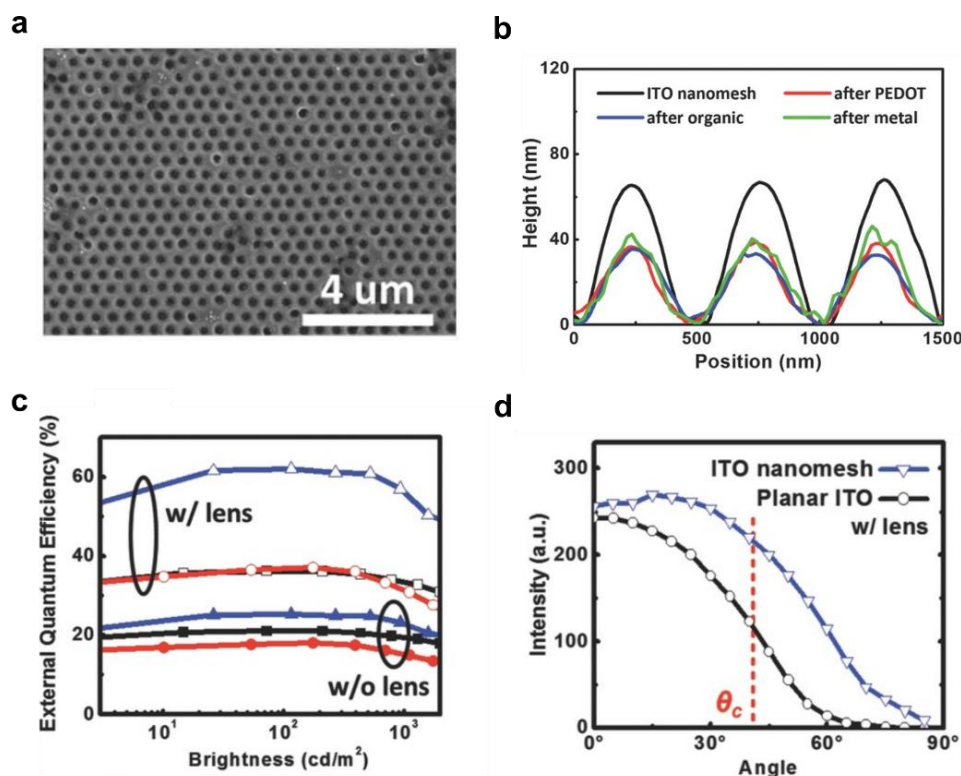 a
4 um
b
120
80
40
0
Height (nm)
ITO nanomesh
after PEDOT
after organic
after metal
0
500
1000
1500
Position (nm)
c
External Quantum Efficiency (%)
60
40
20
0
w/ lens
w/o lens
10¹
10²
10³
Brightness (cd/m²)
d
Intensity (a.u.)
300
200
100
0
ITO nanomesh
Planar ITO
w/ lens
θc
0
30°
60°
90°
Angle